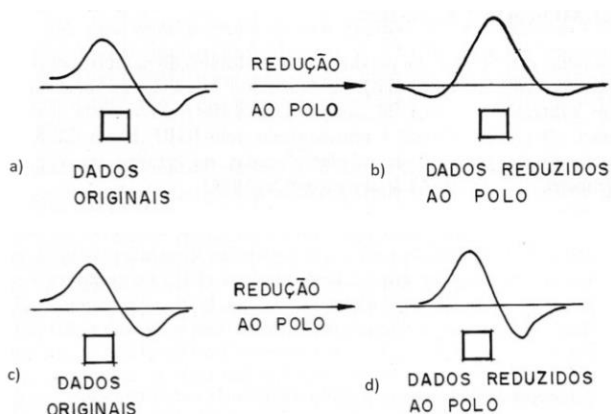 REDUÇÃO
AO POLO
a)
DADOS
ORIGINAIS
b)
DADOS REDUZIDOS
AO POLO
REDUÇÃO
AO POLO
c)
DADOS
ORIGINAIS
d)
DADOS REDUZIDOS
AO POLO